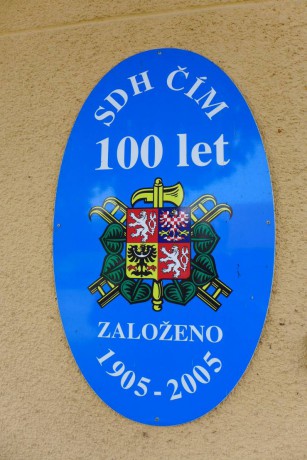 SDH ČÍM
100 let
ZALOŽENO
1905-2005